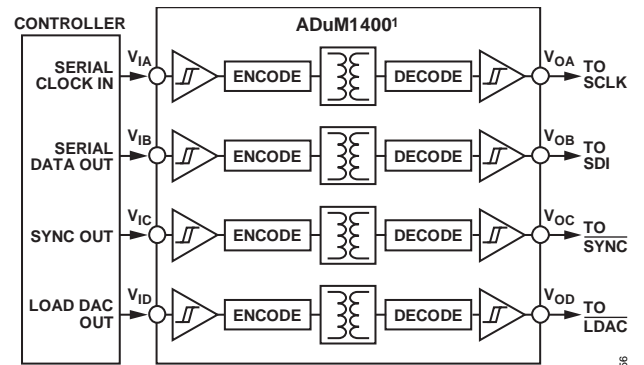 CONTROLLER
ADuM1400¹
SERIAL
CLOCK IN
V_IA
ENCODE
DECODE
V_OA
TO
SCLK
SERIAL
DATA OUT
V_IB
ENCODE
DECODE
V_OB
TO
SDI
SYNC OUT
V_IC
ENCODE
DECODE
V_OC
TO
SYNC
LOAD DAC
OUT
V_ID
ENCODE
DECODE
V_OD
TO
LDAC